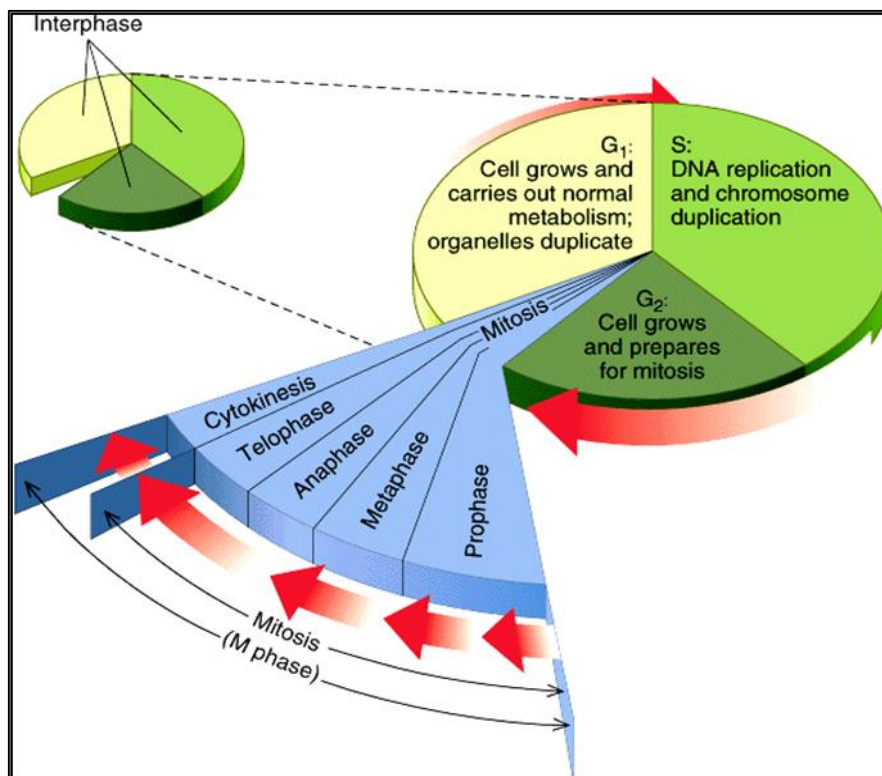 Interphase
G₁:
Cell grows and
carries out normal
metabolism;
organelles duplicate
S:
DNA replication
and chromosome
duplication
G₂:
Cell grows
and prepares
for mitosis
Mitosis
Cytokinesis
Telophase
Anaphase
Metaphase
Prophase
Mitosis
(M phase)